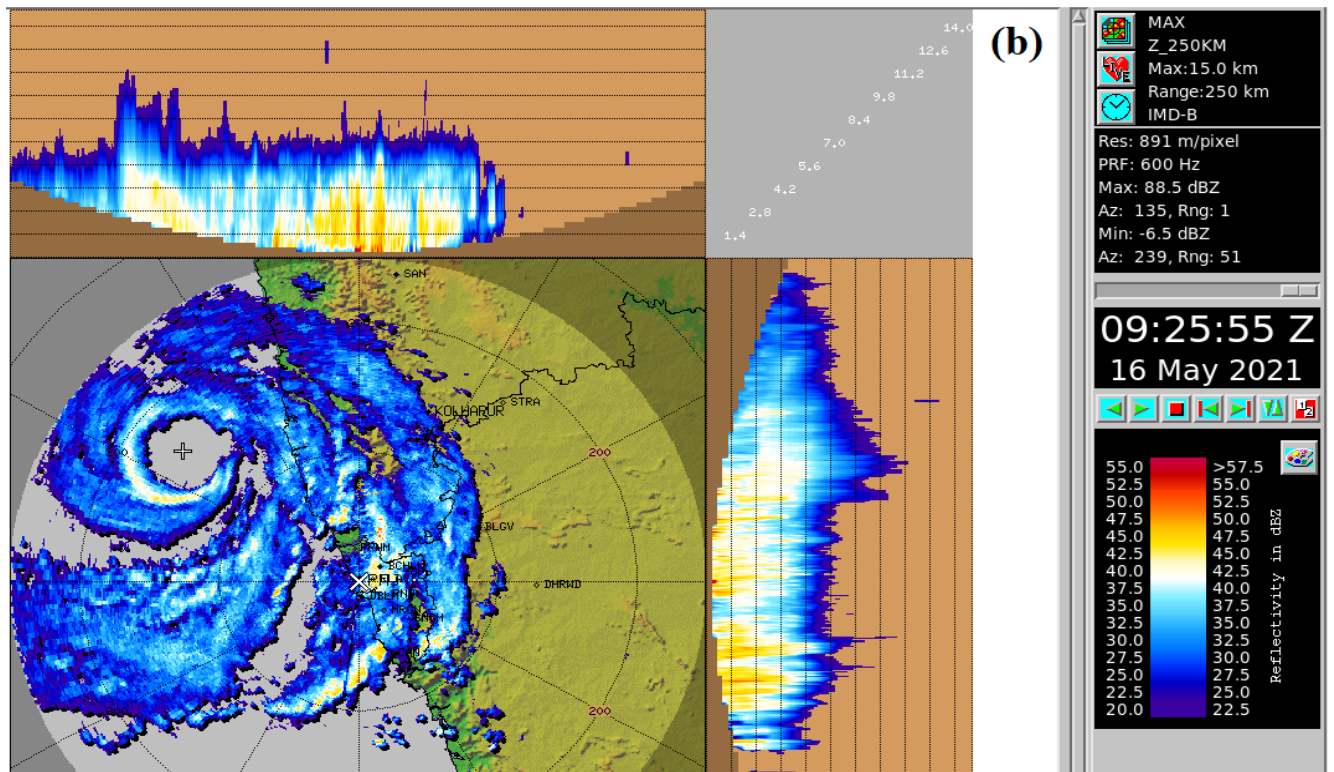 14.0
12.6
11.2
9.8
8.4
7.0
5.6
4.2
2.8
1.4
(b)
MAX
Z_250KM
Max:15.0 km
Range:250 km
IMD-B
Res: 891 m/pixel
PRF: 600 Hz
Max: 88.5 dBZ
Az: 135, Rng: 1
Min: -6.5 dBZ
Az: 239, Rng: 51
09:25:55 Z
16 May 2021
55.0 >57.5
52.5 55.0
50.0 52.5
47.5 50.0
45.0 47.5
42.5 45.0
40.0 42.5
37.5 40.0
35.0 37.5
32.5 35.0
30.0 32.5
27.5 30.0
25.0 27.5
22.5 25.0
20.0 22.5
Reflectivity in dBZ
SAN
STRA
KOLHAPUR
200
BLGV
DHRWD
200